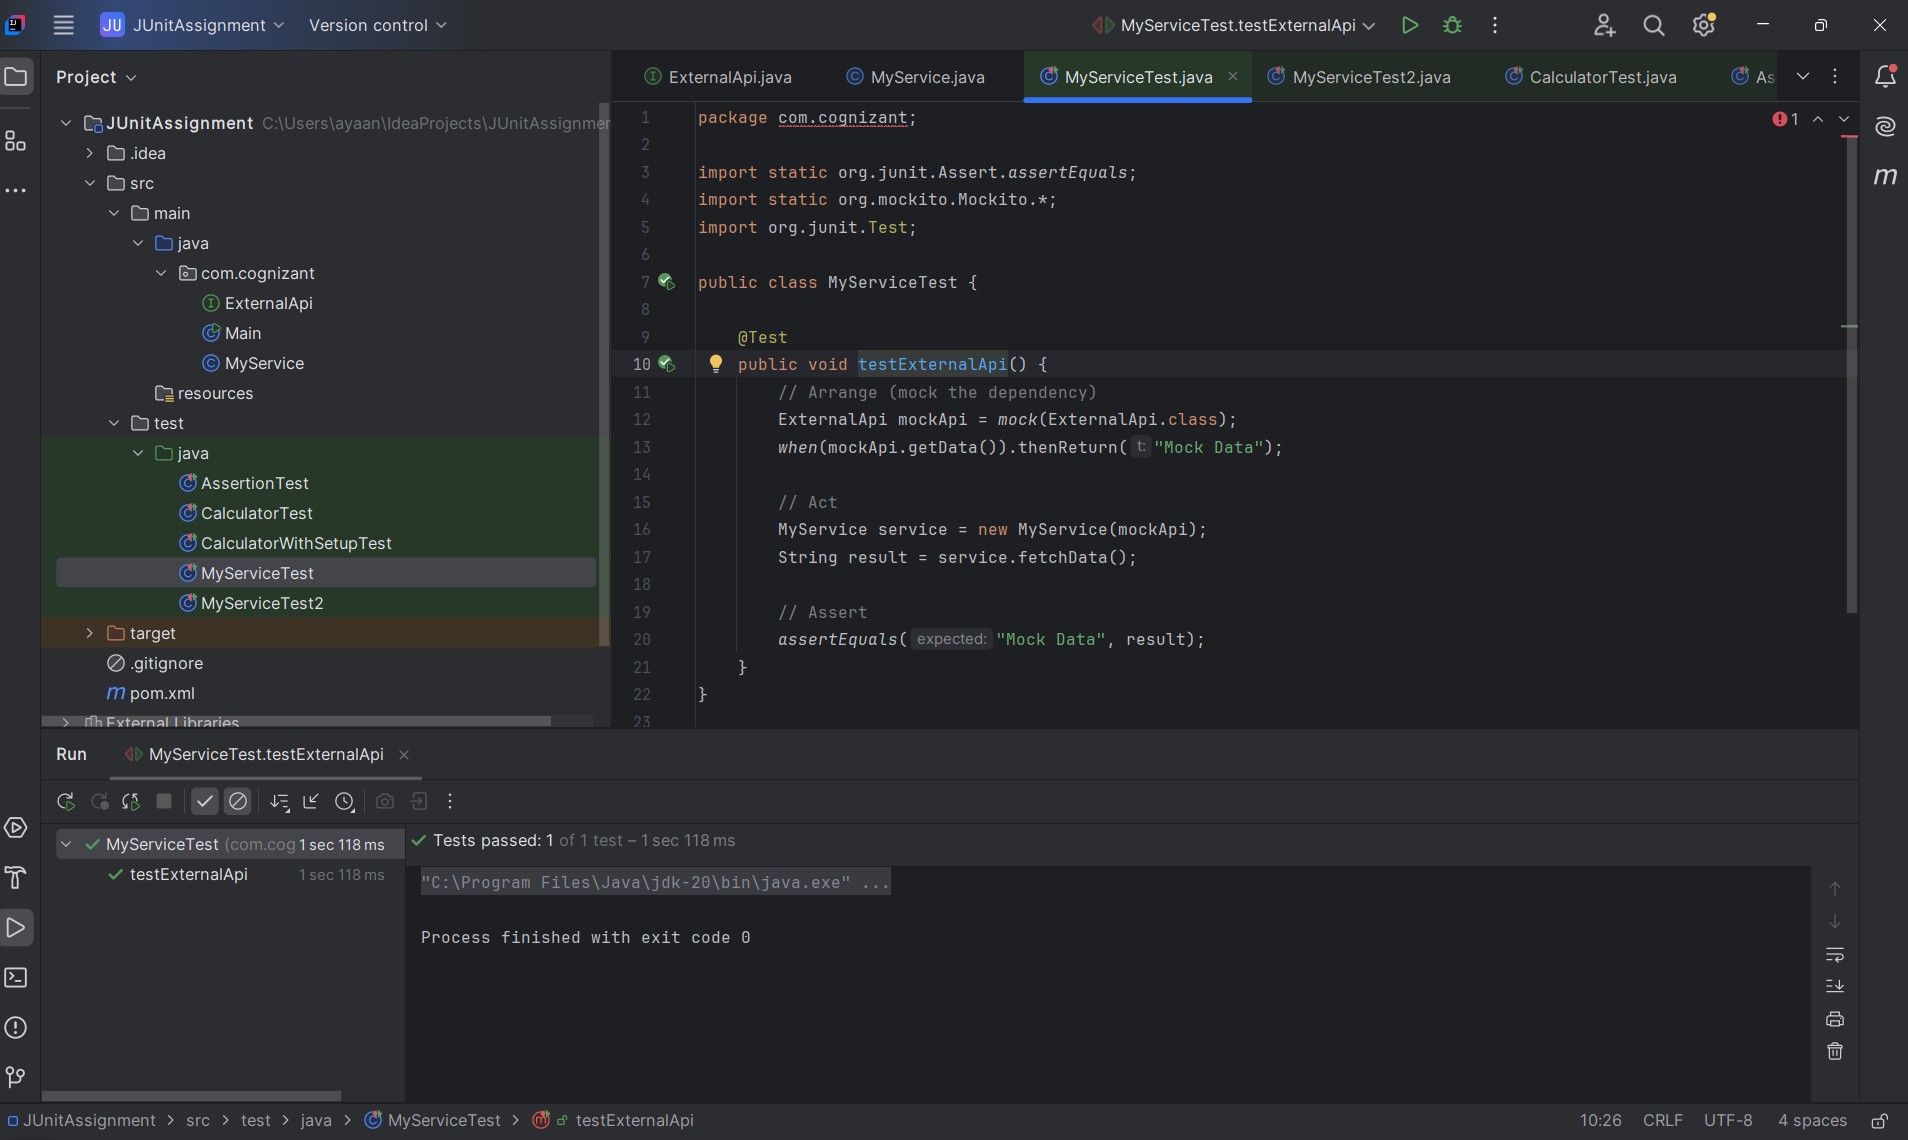 JU JUnitAssignment Version control MyServiceTest.testExternalApi
Project
ExternalApi.java MyService.java MyServiceTest.java MyServiceTest2.java CalculatorTest.java As
JUnitAssignment C:\Users\ayaan\IdeaProjects\JUnitAssignmen
.idea
src
main
java
com.cognizant
ExternalApi
Main
MyService
resources
test
java
AssertionTest
CalculatorTest
CalculatorWithSetupTest
MyServiceTest
MyServiceTest2
target
.gitignore
m pom.xml
External Libraries
1 package com.cognizant;
2
3 import static org.junit.Assert.assertEquals;
4 import static org.mockito.Mockito.*;
5 import org.junit.Test;
6
7 public class MyServiceTest {
8
9 @Test
10 public void testExternalApi() {
11 // Arrange (mock the dependency)
12 ExternalApi mockApi = mock(ExternalApi.class);
13 when(mockApi.getData()).thenReturn( t: "Mock Data");
14
15 // Act
16 MyService service = new MyService(mockApi);
17 String result = service.fetchData();
18
19 // Assert
20 assertEquals( expected: "Mock Data", result);
21 }
22 }
23
1
m
Run MyServiceTest.testExternalApi
MyServiceTest (com.cog 1 sec 118 ms
testExternalApi 1 sec 118 ms
Tests passed: 1 of 1 test – 1 sec 118 ms
"C:\Program Files\Java\jdk-20\bin\java.exe" ...
Process finished with exit code 0
JUnitAssignment > src > test > java > MyServiceTest > m testExternalApi
10:26 CRLF UTF-8 4 spaces